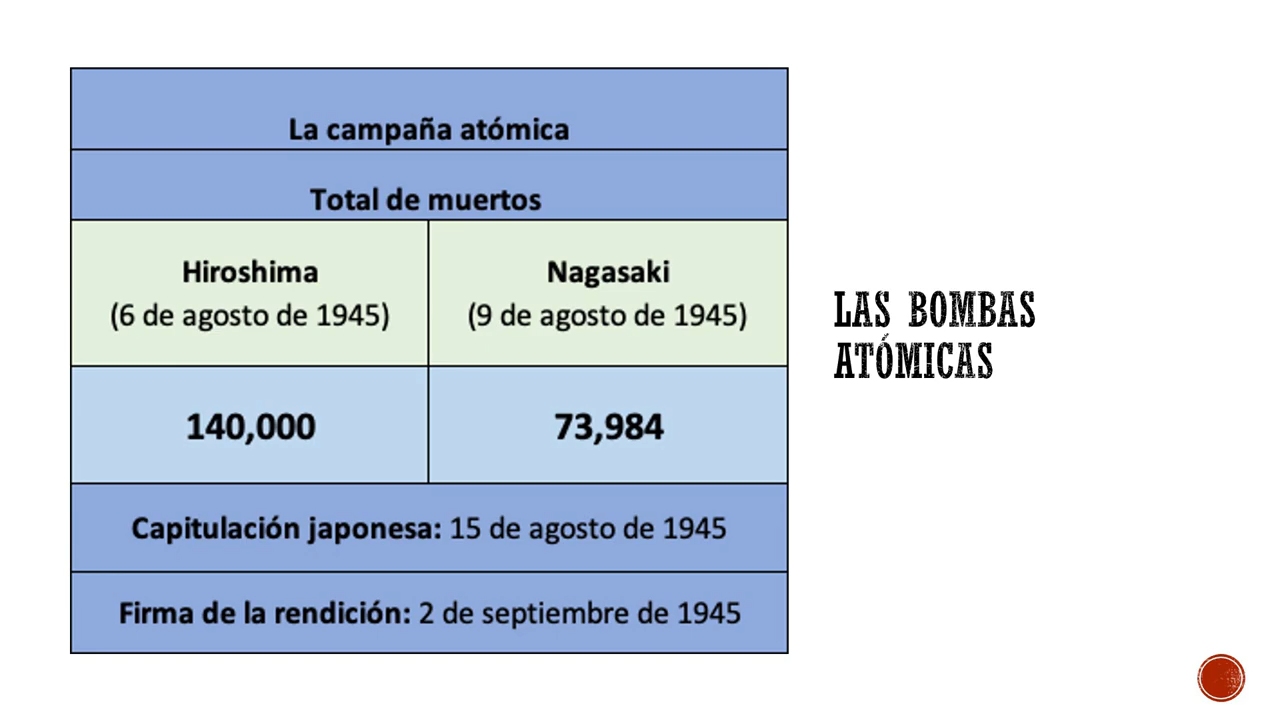 La campaña atómica
Total de muertos
Hiroshima
(6 de agosto de 1945)
Nagasaki
(9 de agosto de 1945)
140,000
73,984
Capitulación japonesa: 15 de agosto de 1945
Firma de la rendición: 2 de septiembre de 1945
LAS BOMBAS
ATÓMICAS